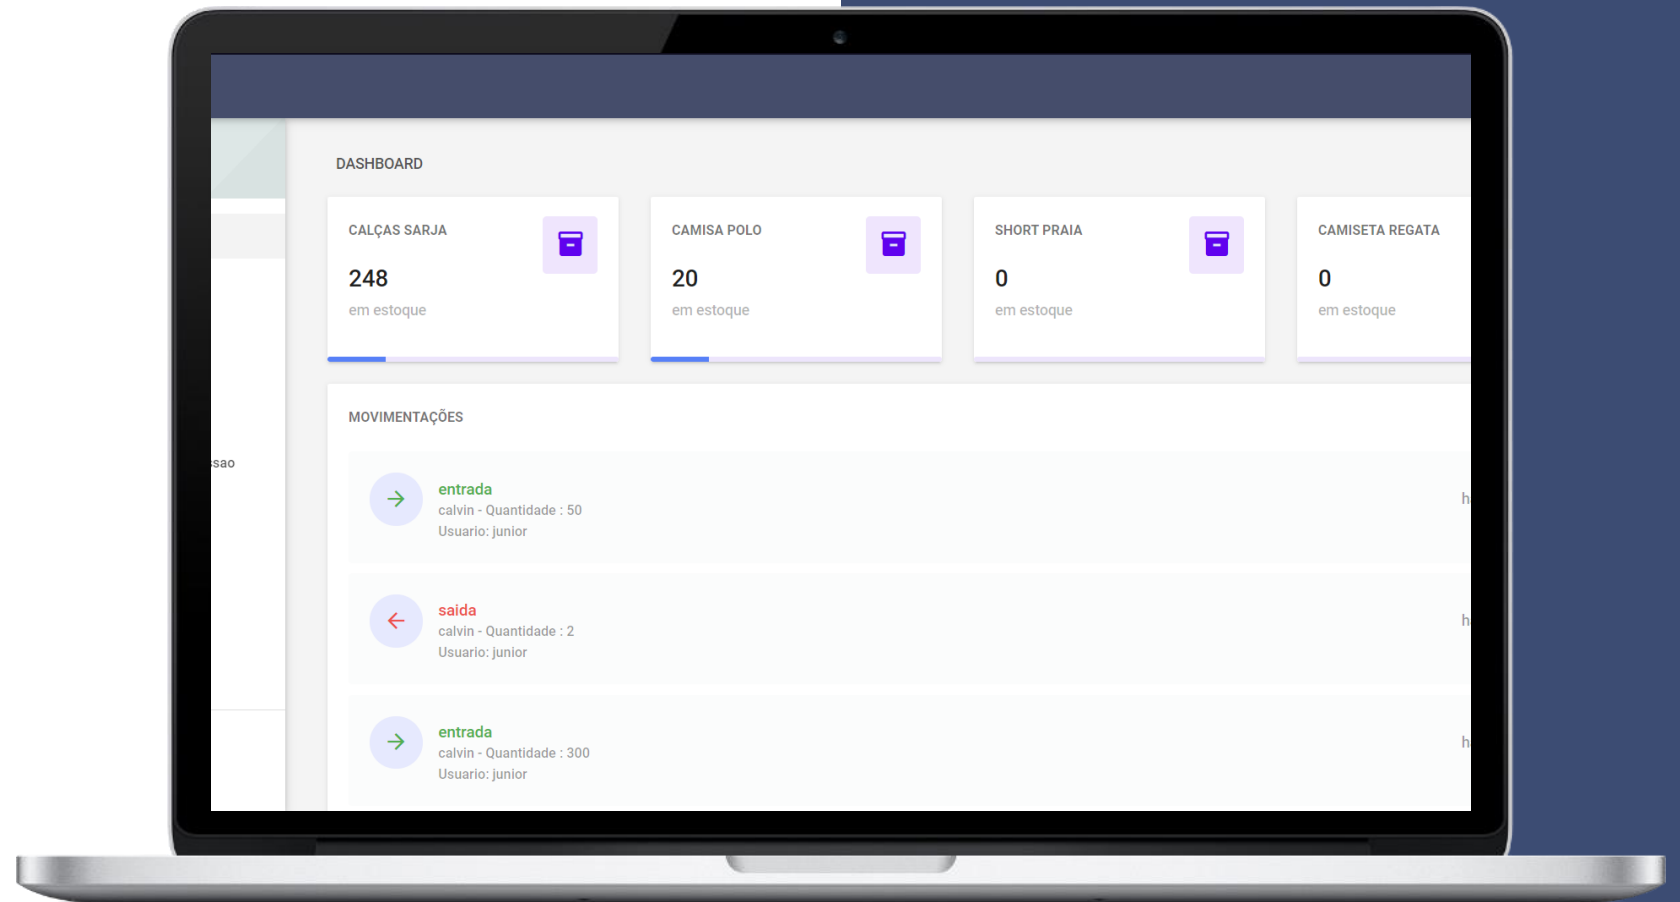 DASHBOARD
CALÇAS SARJA
248
em estoque
CAMISA POLO
20
em estoque
SHORT PRAIA
0
em estoque
CAMISETA REGATA
0
em estoque
MOVIMENTAÇÕES
entrada
calvin - Quantidade : 50
Usuario: junior
saida
calvin - Quantidade : 2
Usuario: junior
entrada
calvin - Quantidade : 300
Usuario: junior